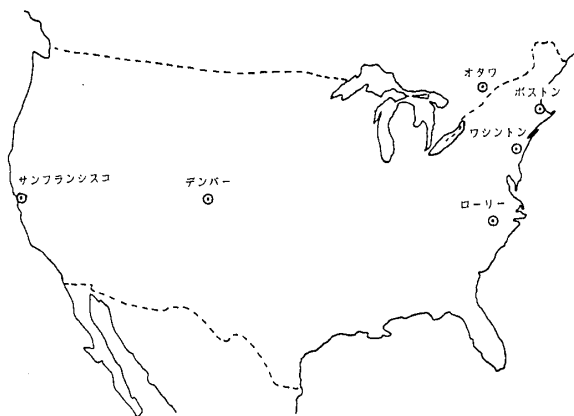 オタワ
ボストン
ワシントン
サンフランシスコ
デンバー
ローリー